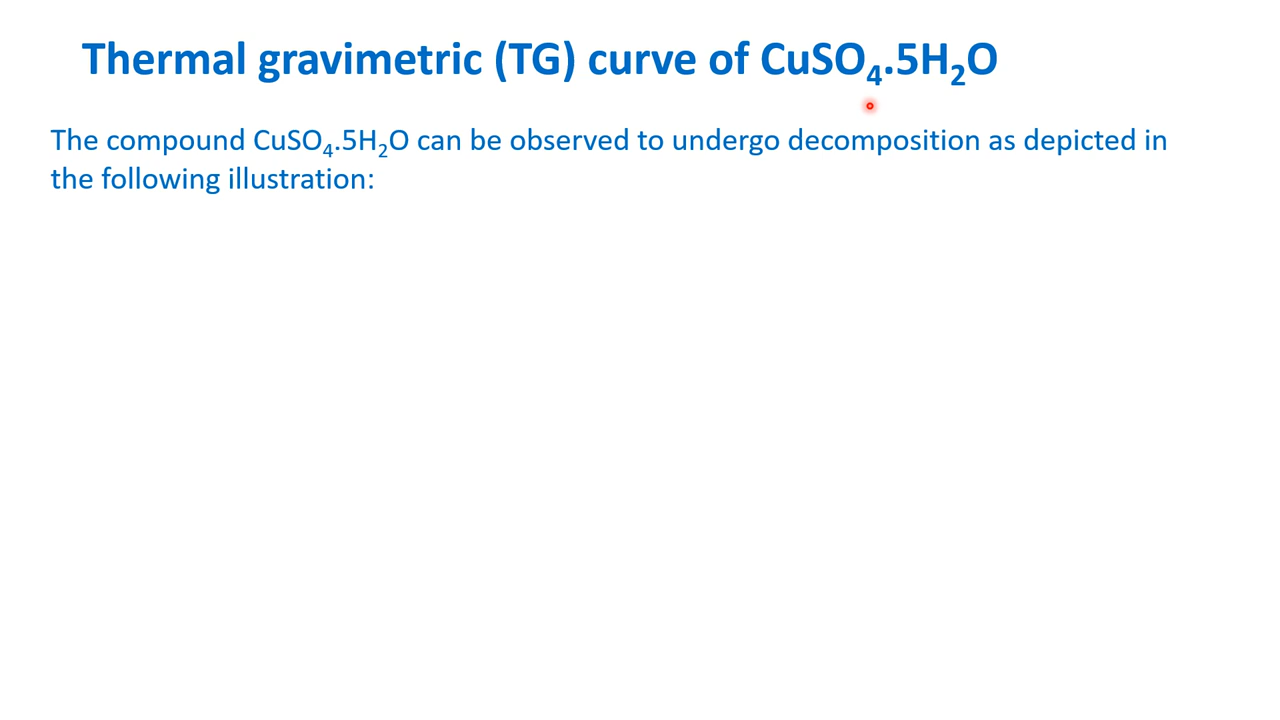 Thermal gravimetric (TG) curve of CuSO₄.5H₂O
The compound CuSO₄.5H₂O can be observed to undergo decomposition as depicted in
the following illustration: